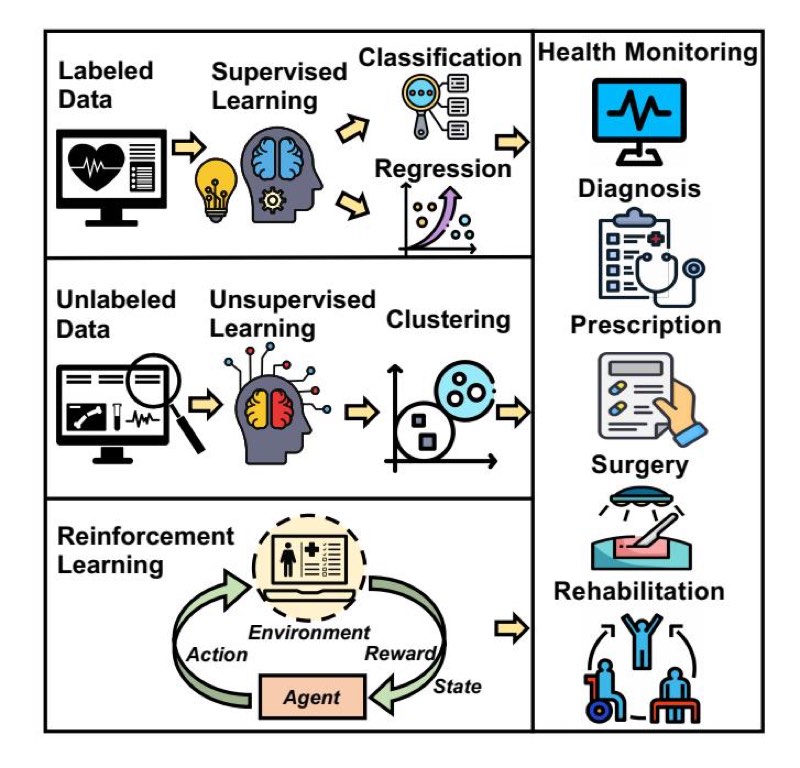 Labeled
Data
Supervised
Learning
Classification
Regression
Unlabeled
Data
Unsupervised
Learning
Clustering
Reinforcement
Learning
Environment
Action
Reward
State
Agent
Health Monitoring
Diagnosis
Prescription
Surgery
Rehabilitation